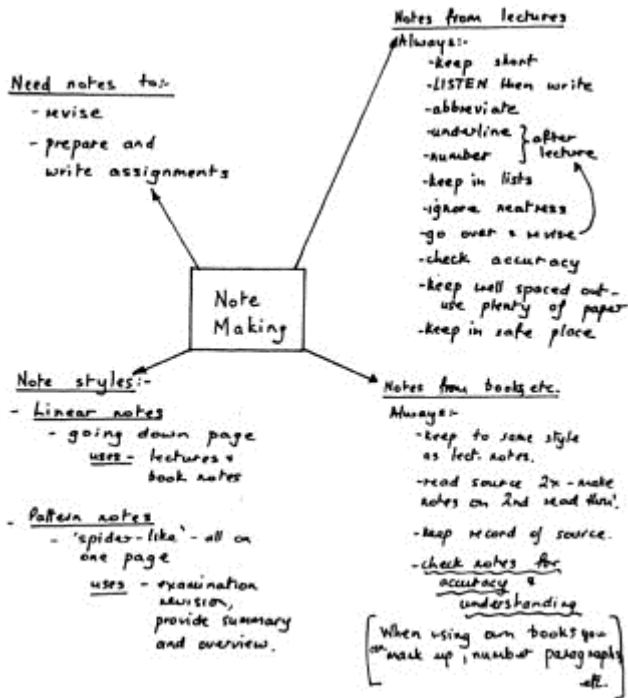 Note
Making
Need notes to:-
- revise
- prepare and
write assignments
Notes from lectures
Always:-
- keep short
- LISTEN then write
- abbreviate
- underline
- number
} after
lecture
- keep in lists
- ignore neatness
- go over & revise
- check accuracy
- keep well spaced out -
use plenty of paper
- keep in safe place
Note styles:-
- Linear notes
- going down page
uses - lectures &
book notes
- Pattern notes
- 'spider-like' - all on
one page
uses - examination
revision,
provide summary
and overview.
Notes from books, etc.
Always:-
- keep to same style
as lect. notes.
- read source 2x - make
notes on 2nd read thro'.
- keep record of source.
- check notes for
accuracy &
understanding
[When using own books you
can mark up, number paragraphs,
etc.]